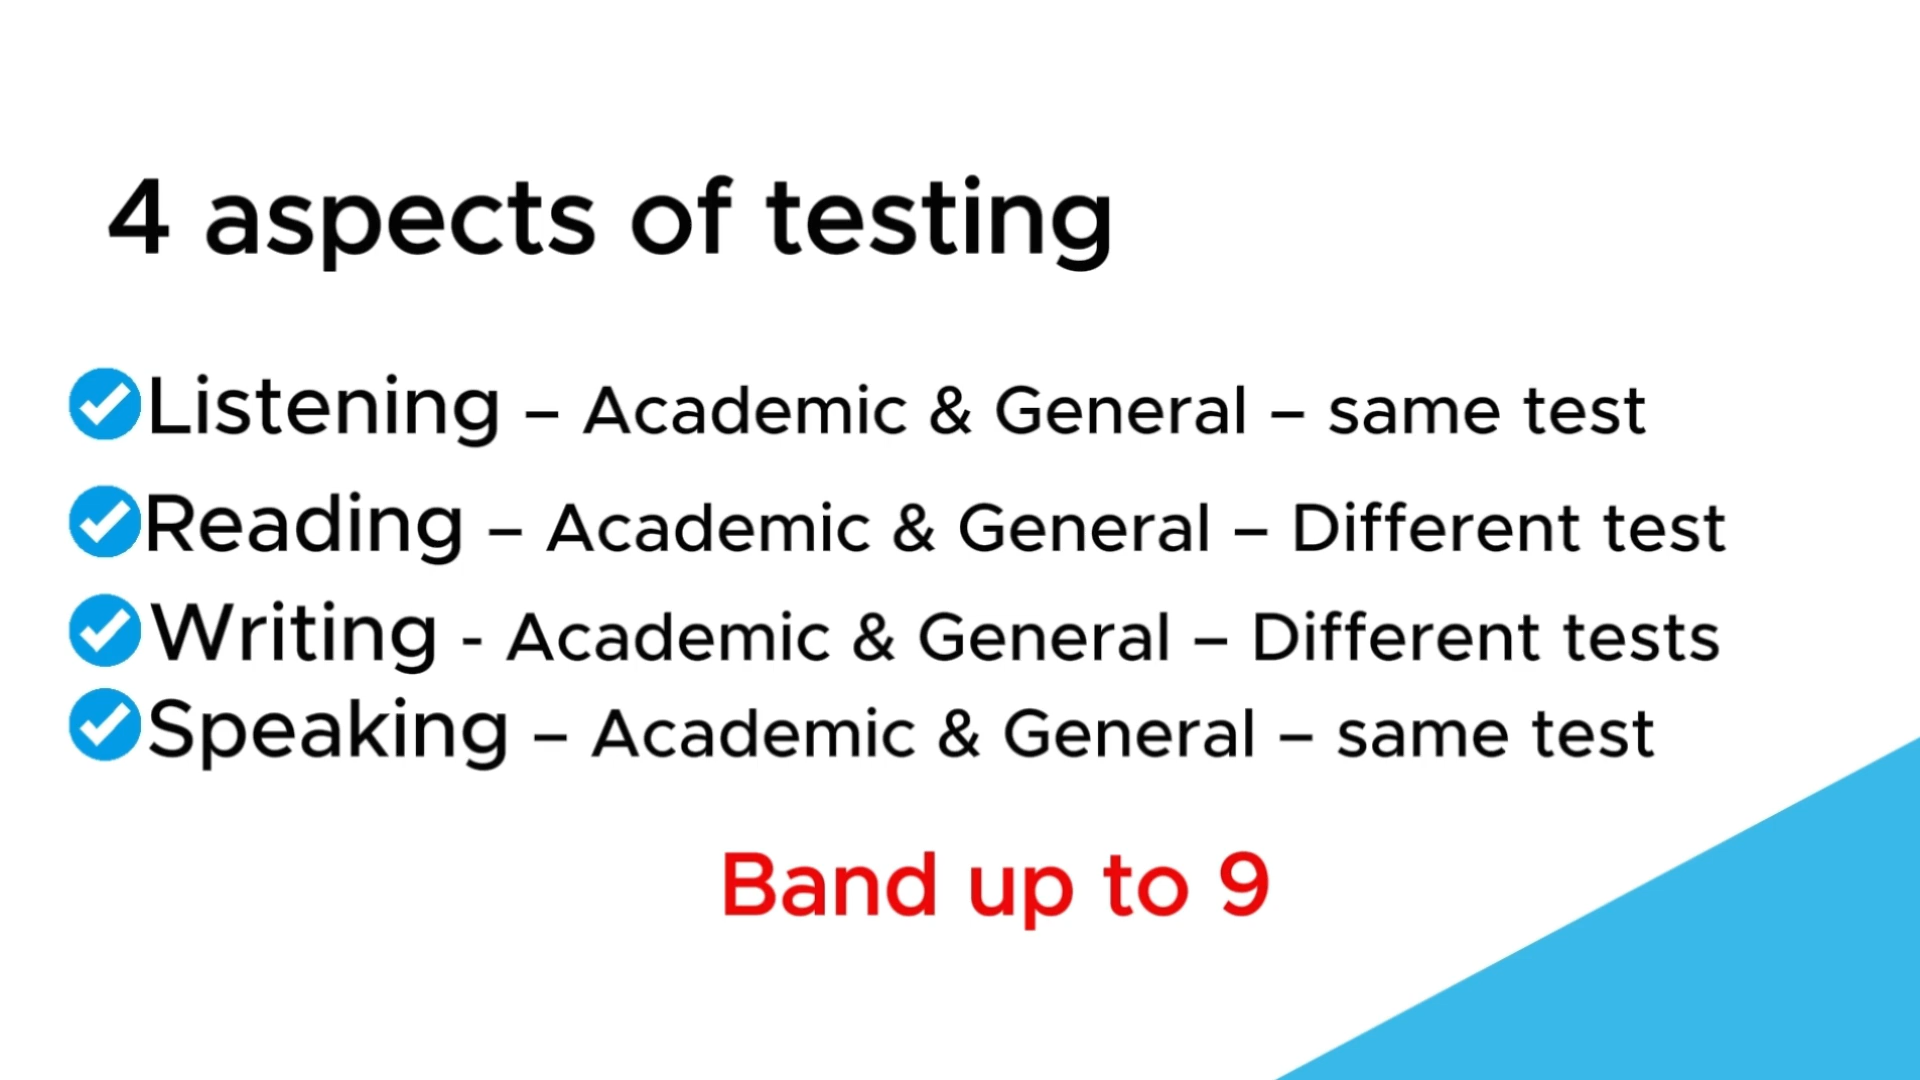 4 aspects of testing
Listening – Academic & General – same test
Reading – Academic & General – Different test
Writing - Academic & General – Different tests
Speaking – Academic & General – same test
Band up to 9